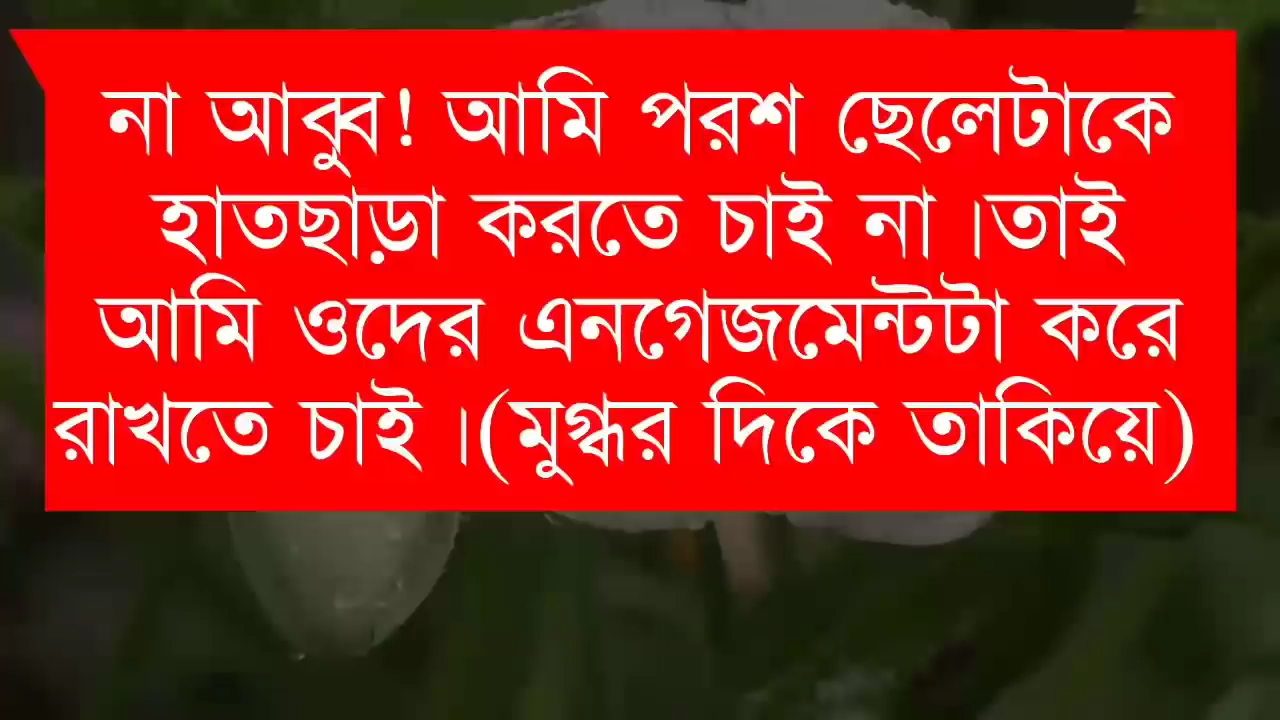 না আব্বু! আমি পরশ ছেলেটাকে
হাতছাড়া করতে চাই না।তাই
আমি ওদের এনগেজমেন্টটা করে
রাখতে চাই।(মুগ্ধর দিকে তাকিয়ে)